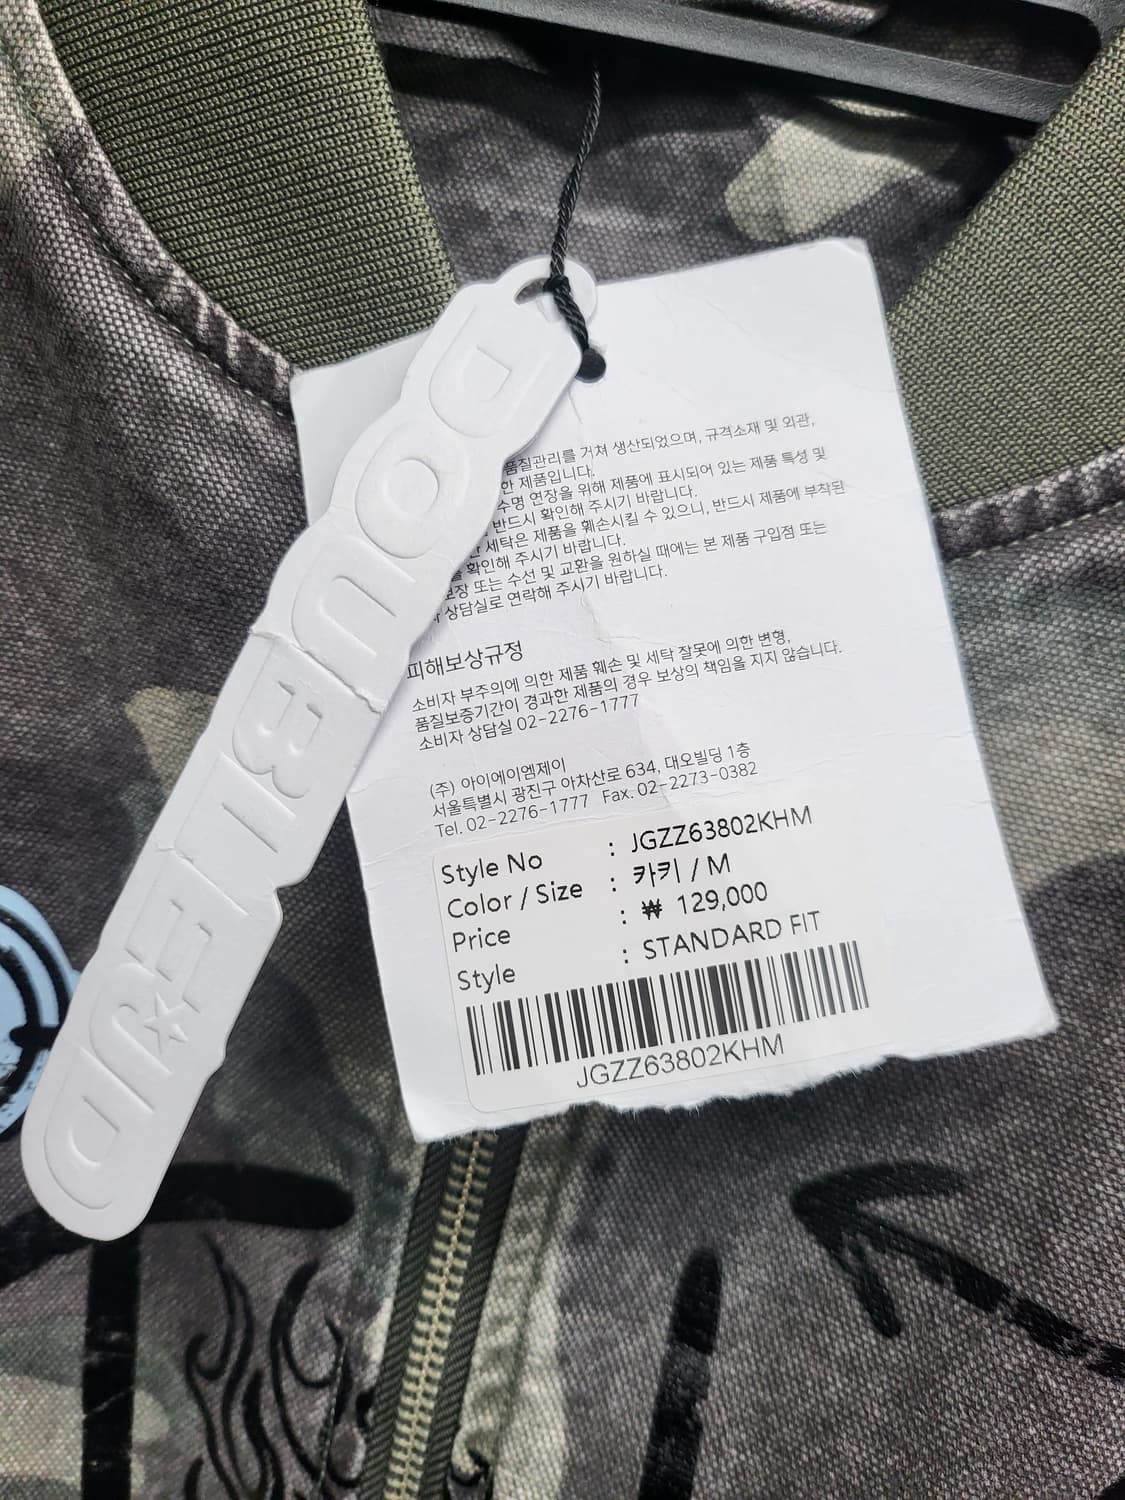 DOUBLE UP
품질관리를 거쳐 생산되었으며, 규격소재 및 외관,
한 제품입니다.
수명 연장을 위해 제품에 표시되어 있는 제품 특성 및
반드시 확인해 주시기 바랍니다.
세탁은 제품을 훼손시킬 수 있으니, 반드시 제품에 부착된
확인해 주시기 바랍니다.
보장 또는 수선 및 교환을 원하실 때에는 본 제품 구입점 또는
상담실로 연락해 주시기 바랍니다.
피해보상규정
소비자 부주의에 의한 제품 훼손 및 세탁 잘못에 의한 변형,
품질보증기간이 경과한 제품의 경우 보상의 책임을 지지 않습니다.
소비자 상담실 02-2276-1777
(주) 아이에이엠제이
서울특별시 광진구 아차산로 634, 대오빌딩 1층
Tel. 02-2276-1777 Fax. 02-2273-0382
Style No : JGZZ63802KHM
Color / Size : 카키 / M
Price : ₩ 129,000
Style : STANDARD FIT
JGZZ63802KHM